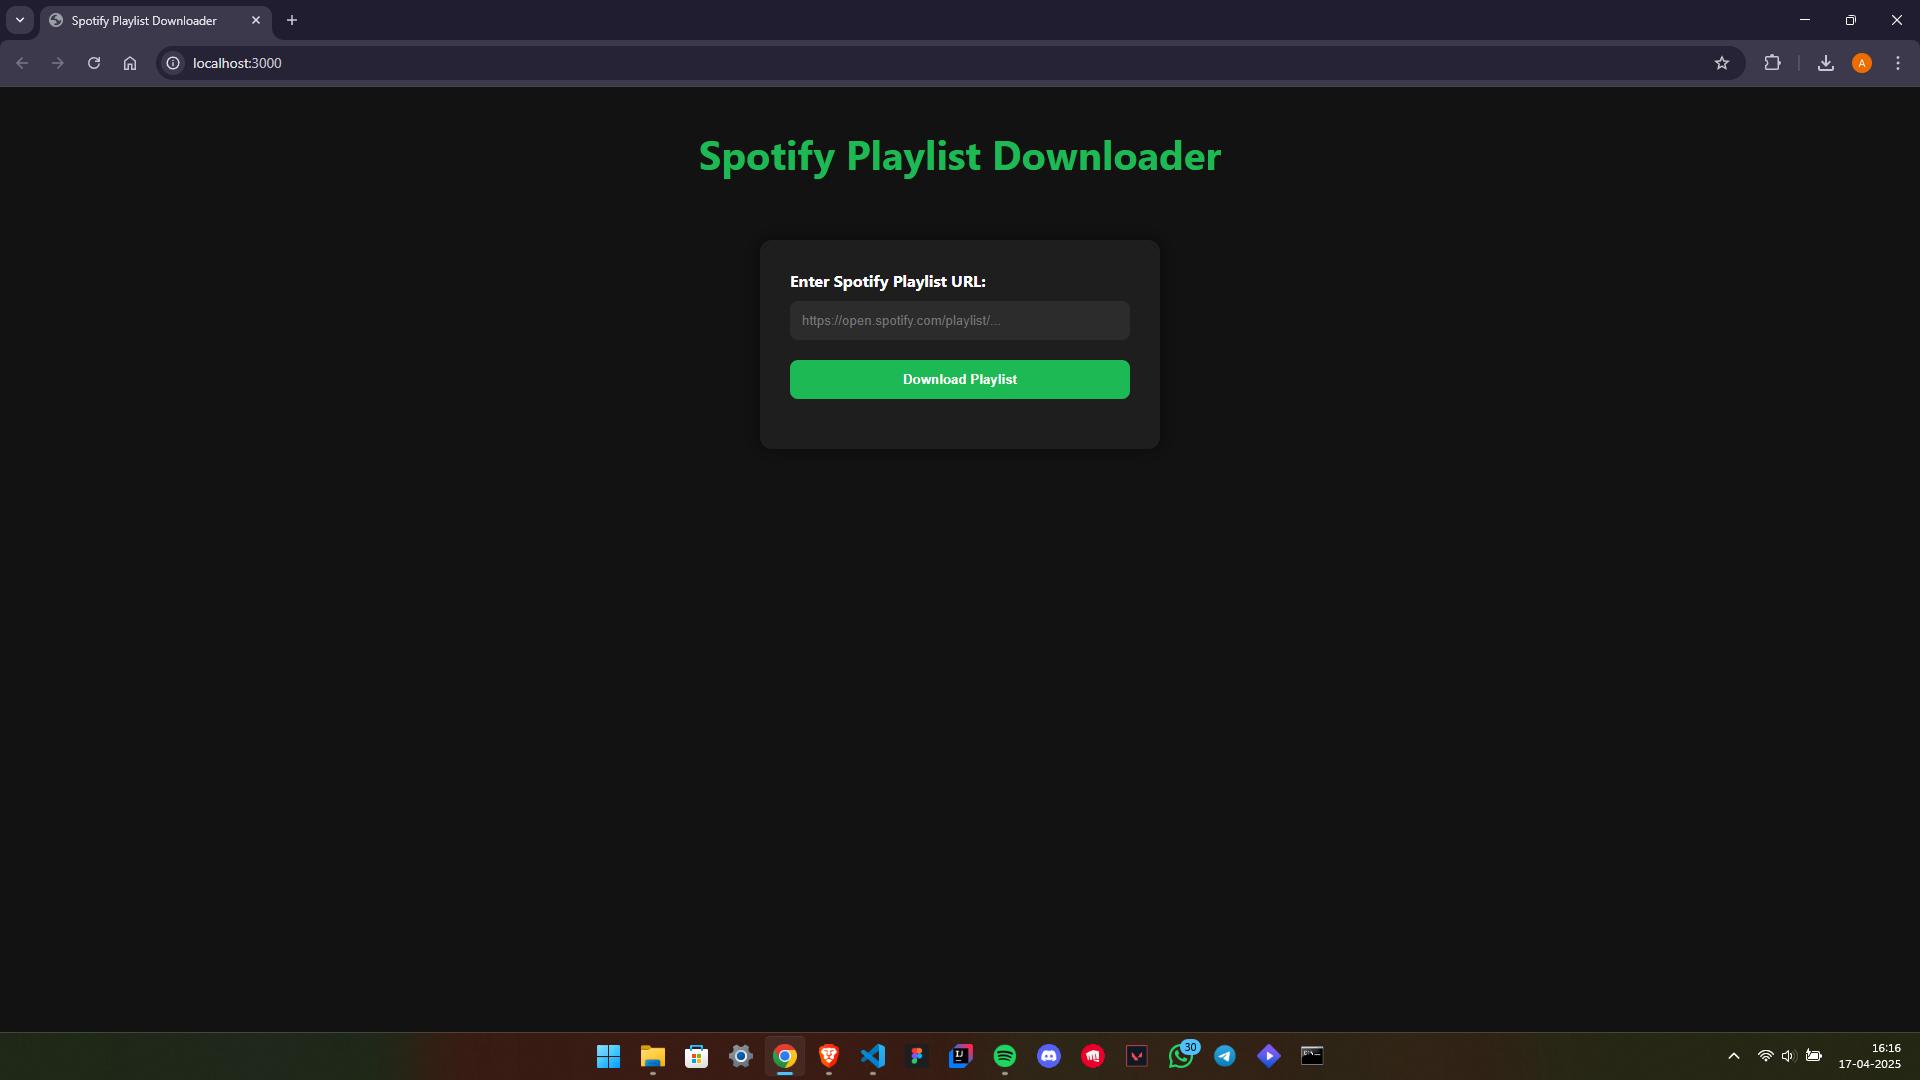 Spotify Playlist Downloader
localhost:3000
A
Spotify Playlist Downloader
Enter Spotify Playlist URL:
https://open.spotify.com/playlist/...
Download Playlist
IJ
30
16:16
17-04-2025